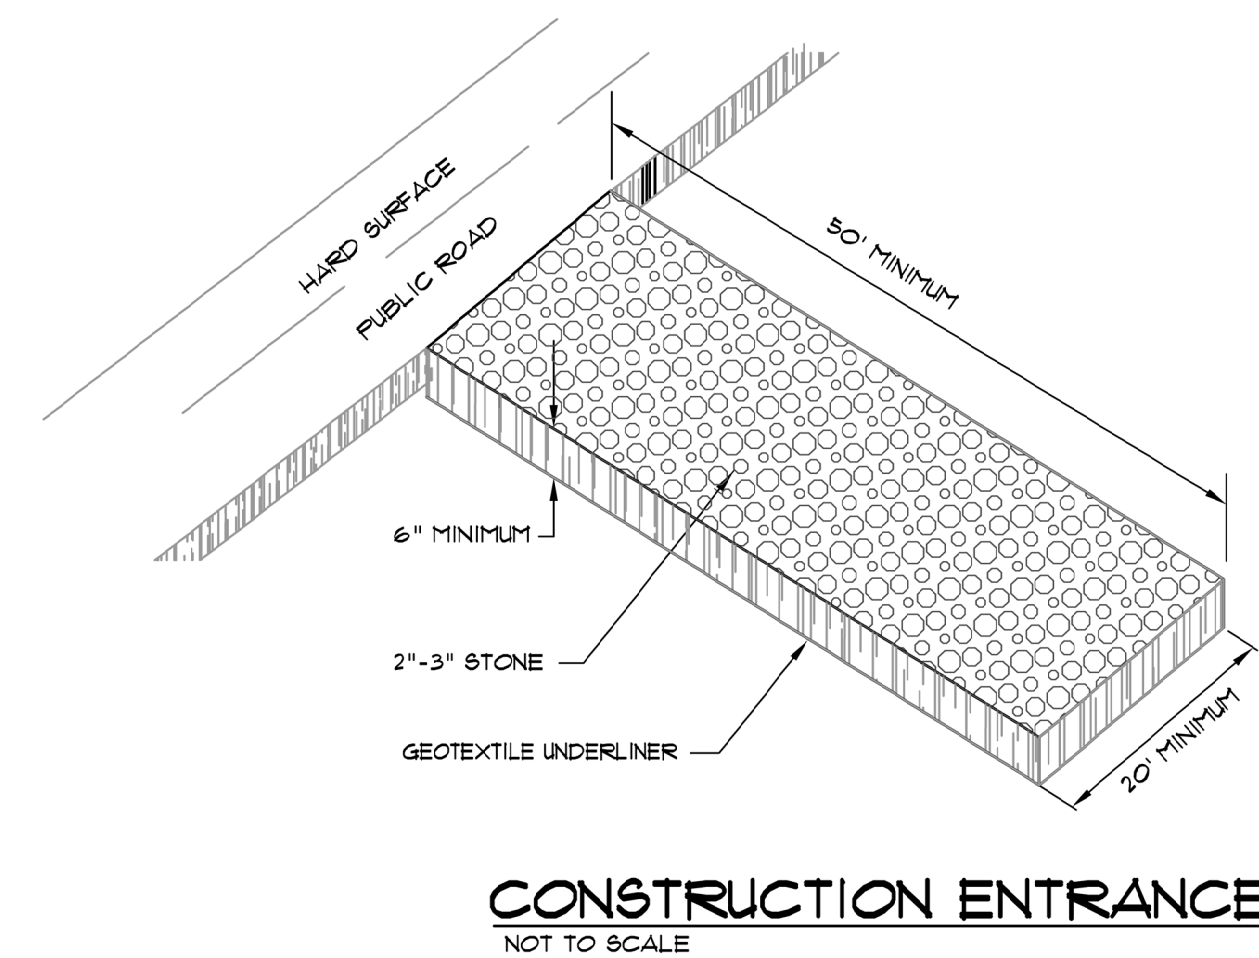 HARD SURFACE
PUBLIC ROAD
50' MINIMUM
6" MINIMUM
2"-3" STONE
GEOTEXTILE UNDERLINER
20' MINIMUM
CONSTRUCTION ENTRANCE
NOT TO SCALE